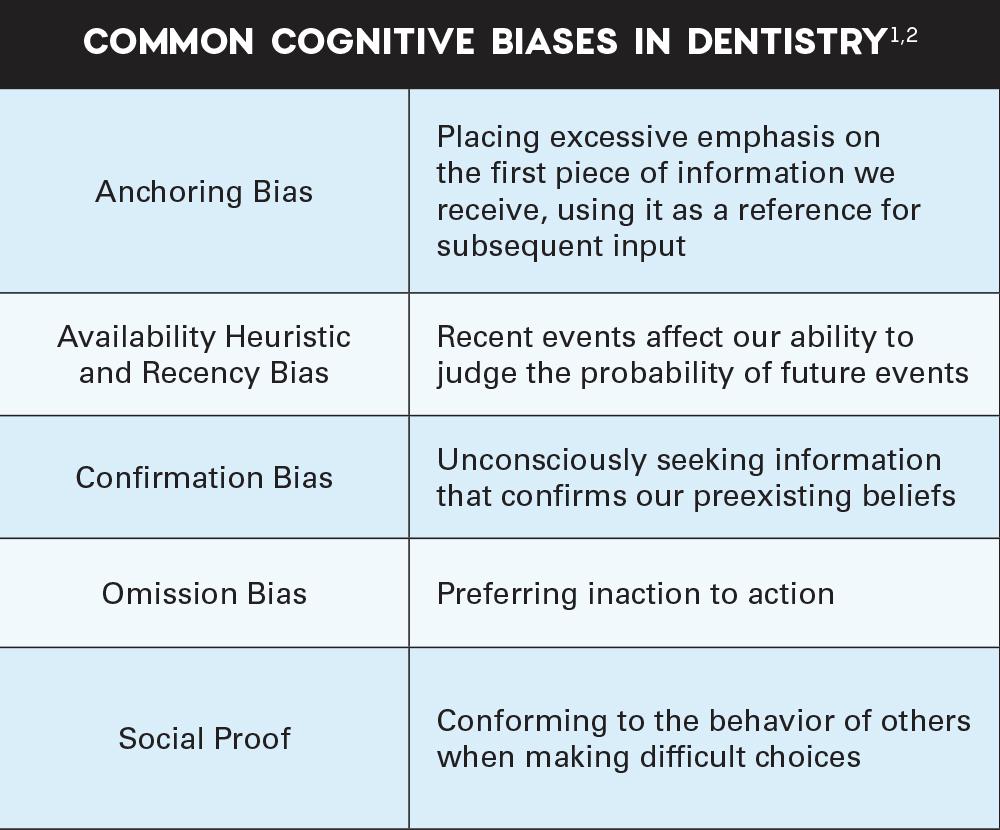 COMMON COGNITIVE BIASES IN DENTISTRY1,2
Anchoring Bias
Placing excessive emphasis on
the first piece of information we
receive, using it as a reference for
subsequent input
Availability Heuristic
and Recency Bias
Recent events affect our ability to
judge the probability of future events
Confirmation Bias
Unconsciously seeking information
that confirms our preexisting beliefs
Omission Bias
Preferring inaction to action
Social Proof
Conforming to the behavior of others
when making difficult choices